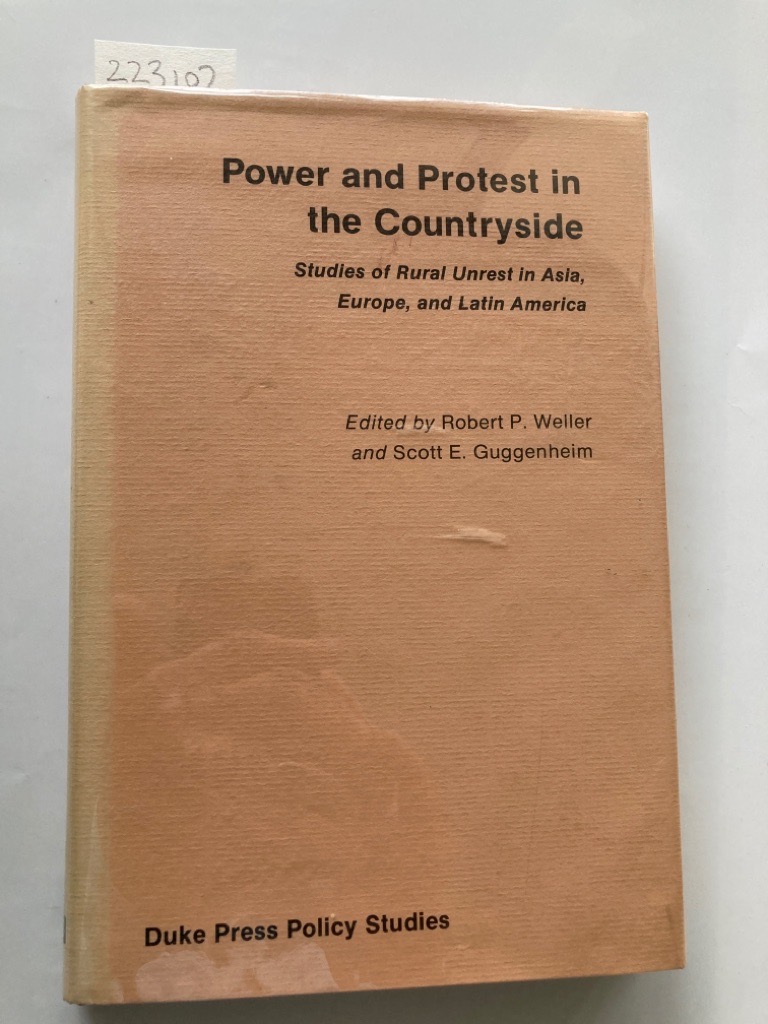 223102
Power and Protest in
the Countryside
Studies of Rural Unrest in Asia,
Europe, and Latin America
Edited by Robert P. Weller
and Scott E. Guggenheim
Duke Press Policy Studies